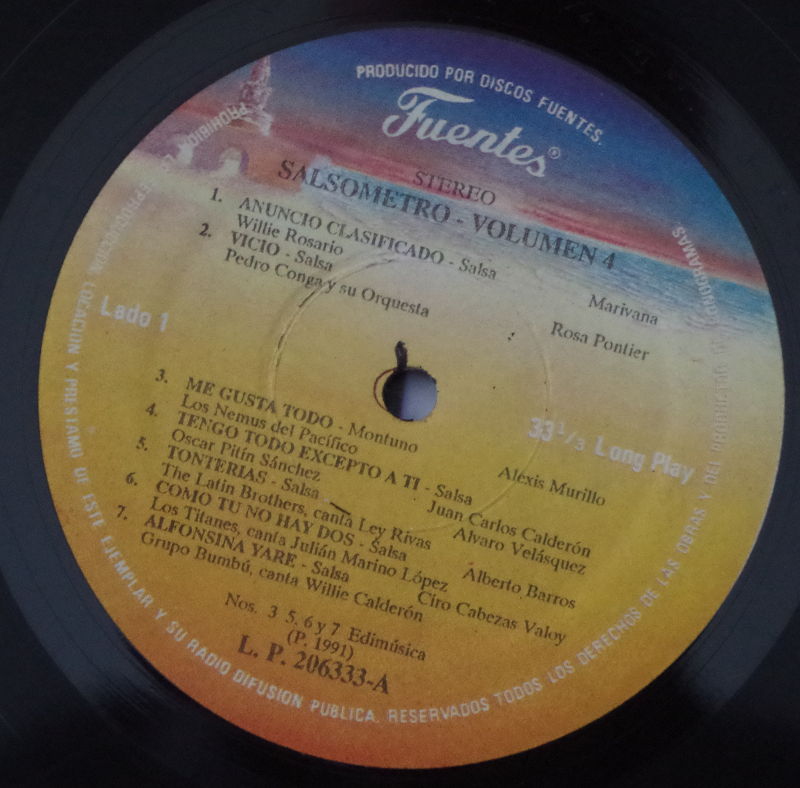 PRODUCIDO POR DISCOS FUENTES.
Fuentes®
STEREO
SALSOMETRO - VOLUMEN 4
1. ANUNCIO CLASIFICADO - Salsa
Willie Rosario Marivana
2. VICIO - Salsa
Pedro Conga y su Orquesta Rosa Pontier
Lado 1
33 1/3 Long Play
3. ME GUSTA TODO - Montuno
Los Nemus del Pacífico Alexis Murillo
4. TENGO TODO EXCEPTO A TI - Salsa
Oscar Pitín Sánchez Juan Carlos Calderón
5. TONTERIAS - Salsa
The Latin Brothers, canta Ley Rivas Alvaro Velásquez
6. COMO TU NO HAY DOS - Salsa
Los Titanes, canta Julián Marino López Alberto Barros
7. ALFONSINA YARE - Salsa
Grupo Bumbú, canta Willie Calderón Ciro Cabezas Valoy
Nos. 3 5, 6 y 7 Edimúsica
(P. 1991)
L. P. 206333-A
PROHIBIDO REPRODUCCION, LOCACION Y PRESTAMO DE ESTE EJEMPLAR Y SU RADIO DIFUSION PUBLICA. RESERVADOS TODOS LOS DERECHOS DE LAS OBRAS Y DEL PRODUCTOR